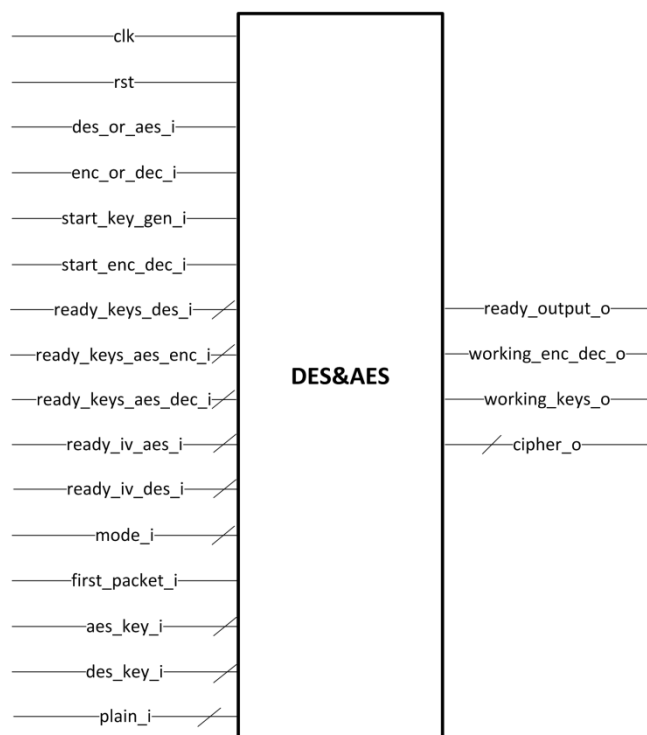 clk
rst
des_or_aes_i
enc_or_dec_i
start_key_gen_i
start_enc_dec_i
ready_keys_des_i
ready_keys_aes_enc_i
ready_keys_aes_dec_i
ready_iv_aes_i
ready_iv_des_i
mode_i
first_packet_i
aes_key_i
des_key_i
plain_i
DES&AES
ready_output_o
working_enc_dec_o
working_keys_o
cipher_o